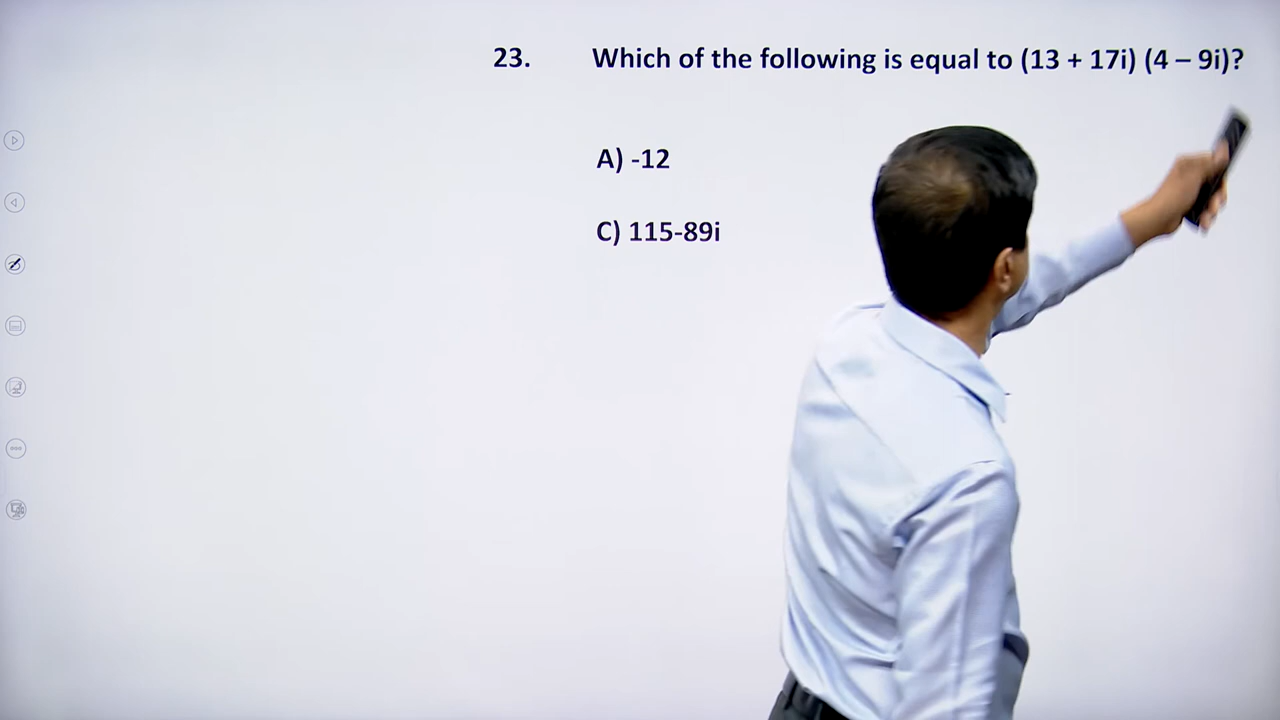 23. Which of the following is equal to (13 + 17i) (4 – 9i)?
A) -12
C) 115-89i